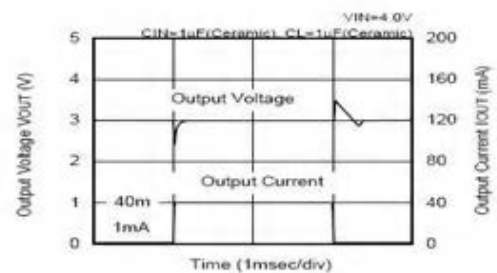 VIN=4.0V
CIN=1uF(Ceramic), CL=1uF(Ceramic)
5 200
4 160
Output Voltage
3 120
2 80
Output Current
40m
1 40
1mA
0 0
Time (1msec/div)
Output Voltage VOUT (V)
Output Current IOUT (mA)